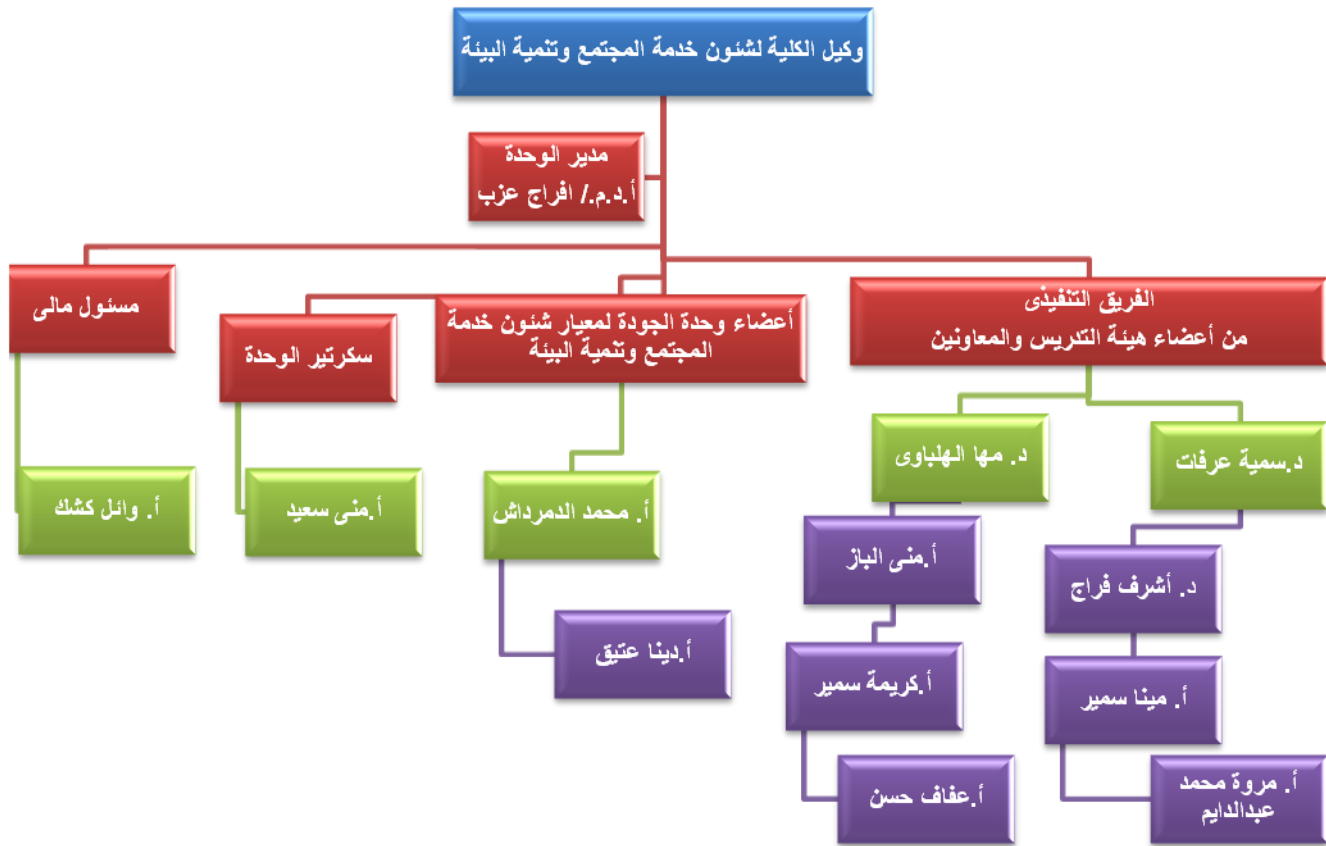 وكيل الكلية لشئون خدمة المجتمع وتنمية البيئة
مدير الوحدة
أ.د.م./ افراج عزب
الفريق التنفيذى
من أعضاء هيئة التدريس والمعاونين
أعضاء وحدة الجودة لمعيار شئون خدمة
المجتمع وتنمية البيئة
سكرتير الوحدة
مسئول مالى
د.سمية عرفات
د. مها الهلباوى
أ. محمد الدمرداش
أ.منى سعيد
أ. وائل كشك
د. أشرف فراج
أ.منى الباز
أ.دينا عتيق
أ. مينا سمير
أ.كريمة سمير
أ. مروة محمد
عبدالدايم
أ.عفاف حسن